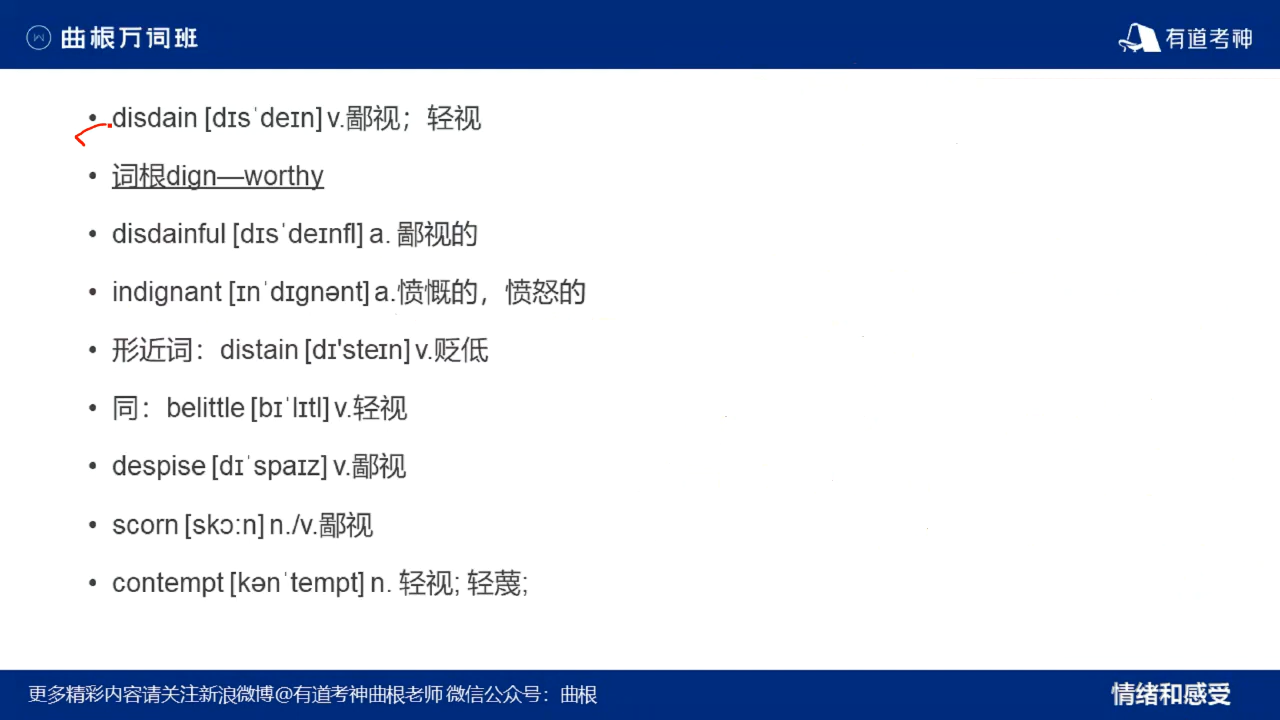 曲根万词班
有道考神
• disdain [dɪsˈdeɪn] v.鄙视；轻视
• 词根dign—worthy
• disdainful [dɪsˈdeɪnfl] a. 鄙视的
• indignant [ɪnˈdɪɡnənt] a.愤慨的，愤怒的
• 形近词：distain [dɪ'steɪn] v.贬低
• 同：belittle [bɪˈlɪtl] v.轻视
• despise [dɪˈspaɪz] v.鄙视
• scorn [skɔːn] n./v.鄙视
• contempt [kənˈtempt] n. 轻视; 轻蔑;
更多精彩内容请关注新浪微博@有道考神曲根老师 微信公众号：曲根
情绪和感受